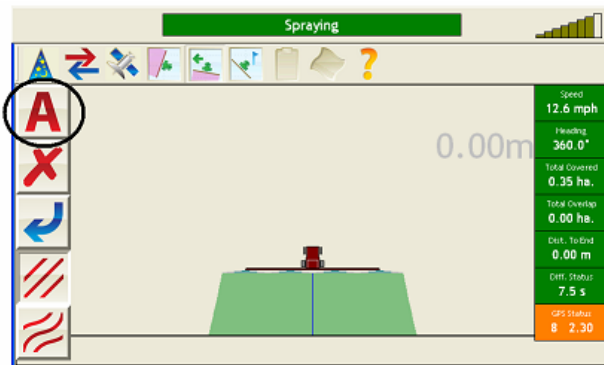 Spraying
?
A
0.00m
Speed
12.6 mph
Heading
360.0°
Total Covered
0.35 ha.
Total Overlap
0.00 ha.
Dist. To End
0.00 m
Diff. Status
7.5 s
GPS Status
8 2.30